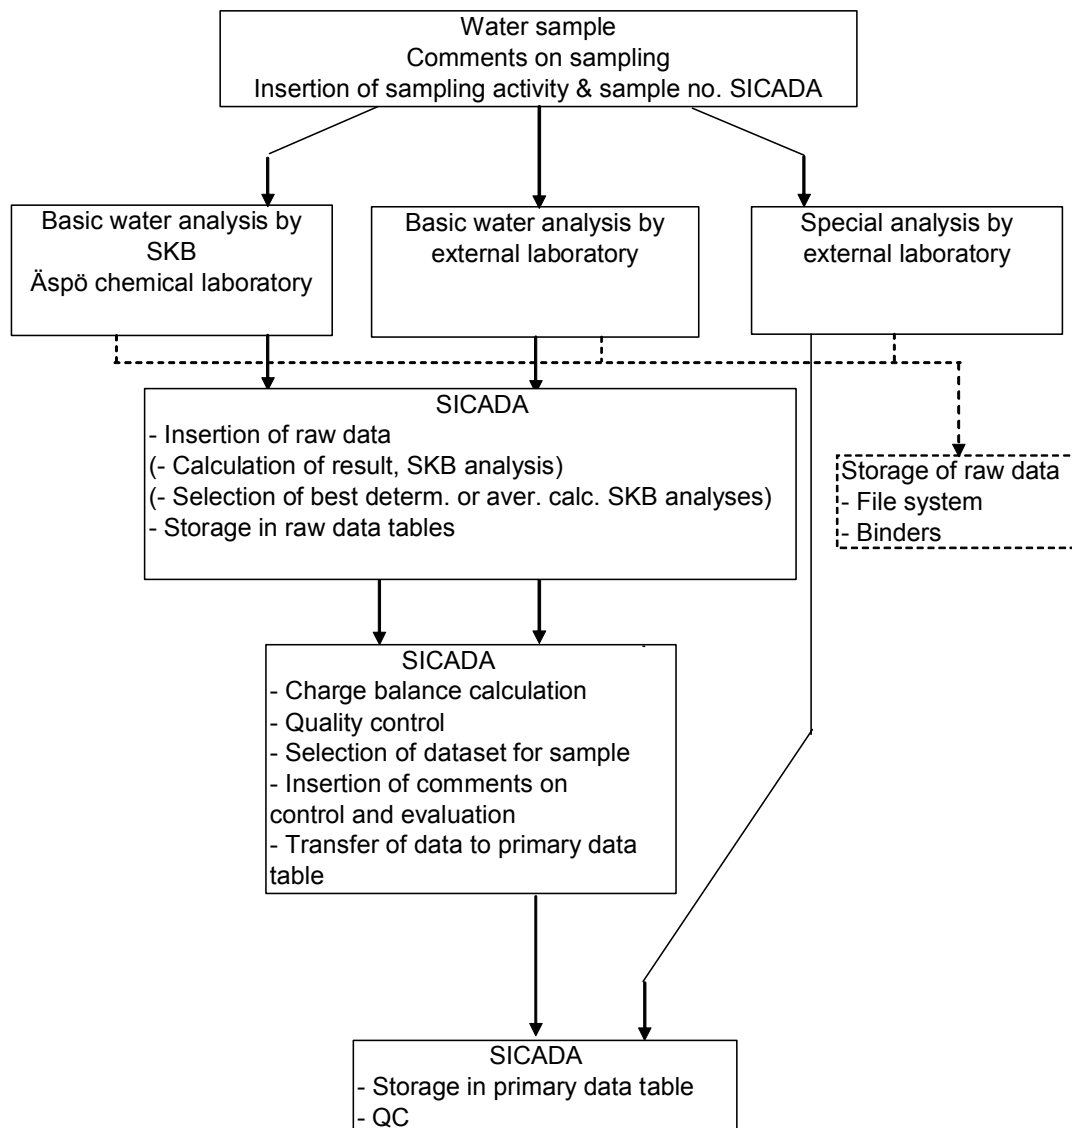 Water sample
Comments on sampling
Insertion of sampling activity & sample no. SICADA
Basic water analysis by
SKB
Äspö chemical laboratory
Basic water analysis by
external laboratory
Special analysis by
external laboratory
SICADA
- Insertion of raw data
(- Calculation of result, SKB analysis)
(- Selection of best determ. or aver. calc. SKB analyses)
- Storage in raw data tables
Storage of raw data
- File system
- Binders
SICADA
- Charge balance calculation
- Quality control
- Selection of dataset for sample
- Insertion of comments on
control and evaluation
- Transfer of data to primary data
table
SICADA
- Storage in primary data table
- QC